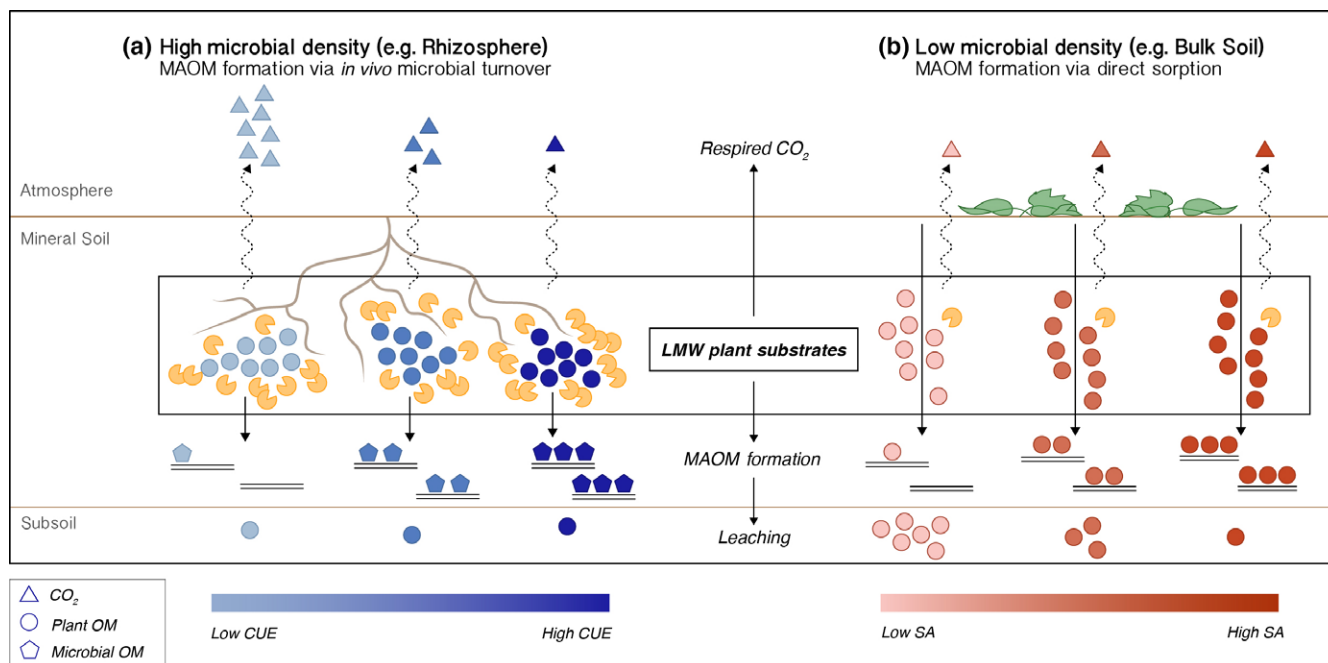 (a) High microbial density (e.g. Rhizosphere)
MAOM formation via in vivo microbial turnover
(b) Low microbial density (e.g. Bulk Soil)
MAOM formation via direct sorption
Respired CO₂
Atmosphere
Mineral Soil
LMW plant substrates
MAOM formation
Subsoil
Leaching
CO₂
Plant OM
Microbial OM
Low CUE
High CUE
Low SA
High SA